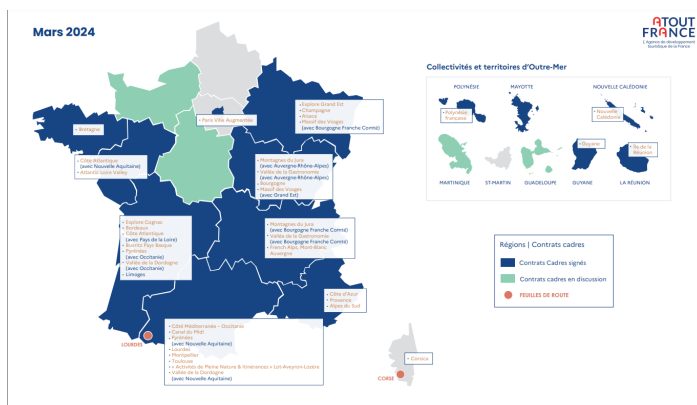 Mars 2024
ATOUT
FRANCE
L'Agence de développement
touristique de la France
Collectivités et territoires d'Outre-Mer
POLYNÉSIE
MAYOTTE
NOUVELLE CALÉDONIE
• Polynésie
francaise
• Nouvelle
Calédonie
• Guyane
• Ile de la
Réunion
MARTINIQUE
ST-MARTIN
GUADELOUPE
GUYANE
LA REUNION
• Explore Grand Est
• Champagne
• Alsace
• Massif des Vosges
(avec Bourgogne Franche Comté)
• Paris Ville Augmentée
• Bretagne
• Côte Atlantique
(avec Nouvelle Aquitaine)
• Atlantic Loire Valley
• Montagnes du Jura
(avec Auvergne-Rhône-Alpes)
• Vallée de la Gastronomie
(avec Auvergne-Rhône-Alpes)
• Bourgogne
• Massif des Vosges
(avec Grand Est)
• Explore Cognac
• Bordeaux
• Côte Atlantique
(avec Pays de la Loire)
• Biarritz Pays Basque
• Pyrénées
(avec Occitanie)
• Vallée de la Dordogne
(avec Occitanie)
• Limoges
• Montagnes du Jura
(avec Bourgogne Franche Comté)
• Vallée de la Gastronomie
(avec Bourgogne Franche Comté)
• French Alps, Mont-Blanc
Auvergne
Régions | Contrats cadres
Contrats Cadres signés
Contrats cadres en discussion
FEUILLES DE ROUTE
• Côte d'Azur
• Provence
• Alpes du Sud
LOURDES
• Côté Méditerranée - Occitanie
• Canal du Midi
• Pyrénées
(avec Nouvelle Aquitaine)
• Lourdes
• Montpellier
• Toulouse
• « Activités de Pleine Nature & Itinérances » Lot-Aveyron-Lozère
• Vallée de la Dordogne
(avec Nouvelle Aquitaine)
• Corsica
CORSE